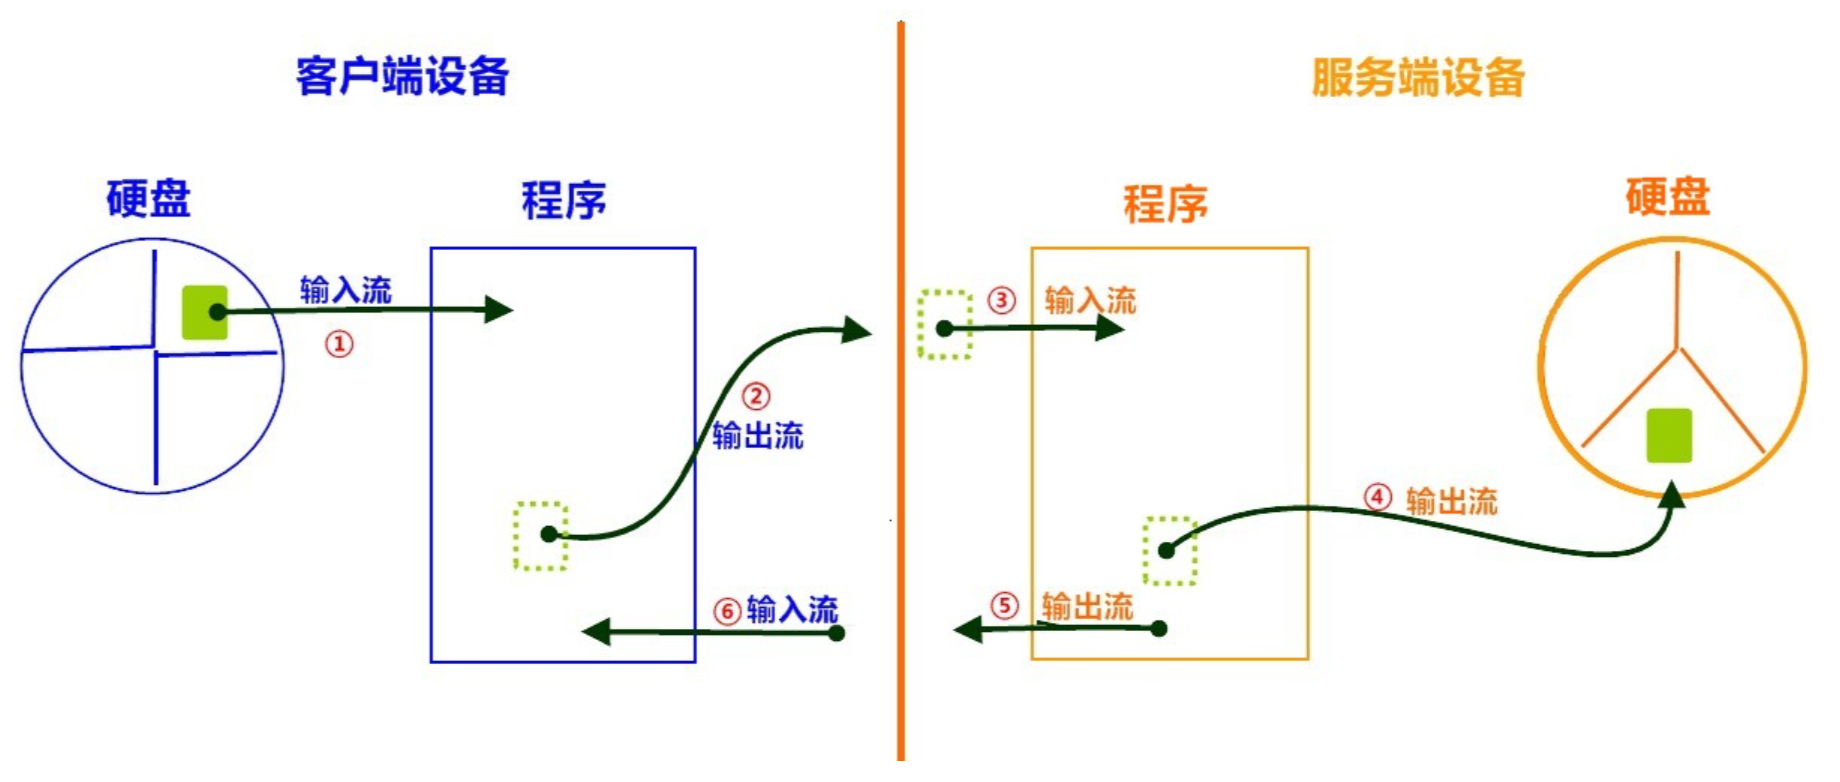 客户端设备
服务端设备
硬盘
程序
程序
硬盘
输入流
①
②
输出流
③ 输入流
④ 输出流
⑤ 输出流
⑥输入流